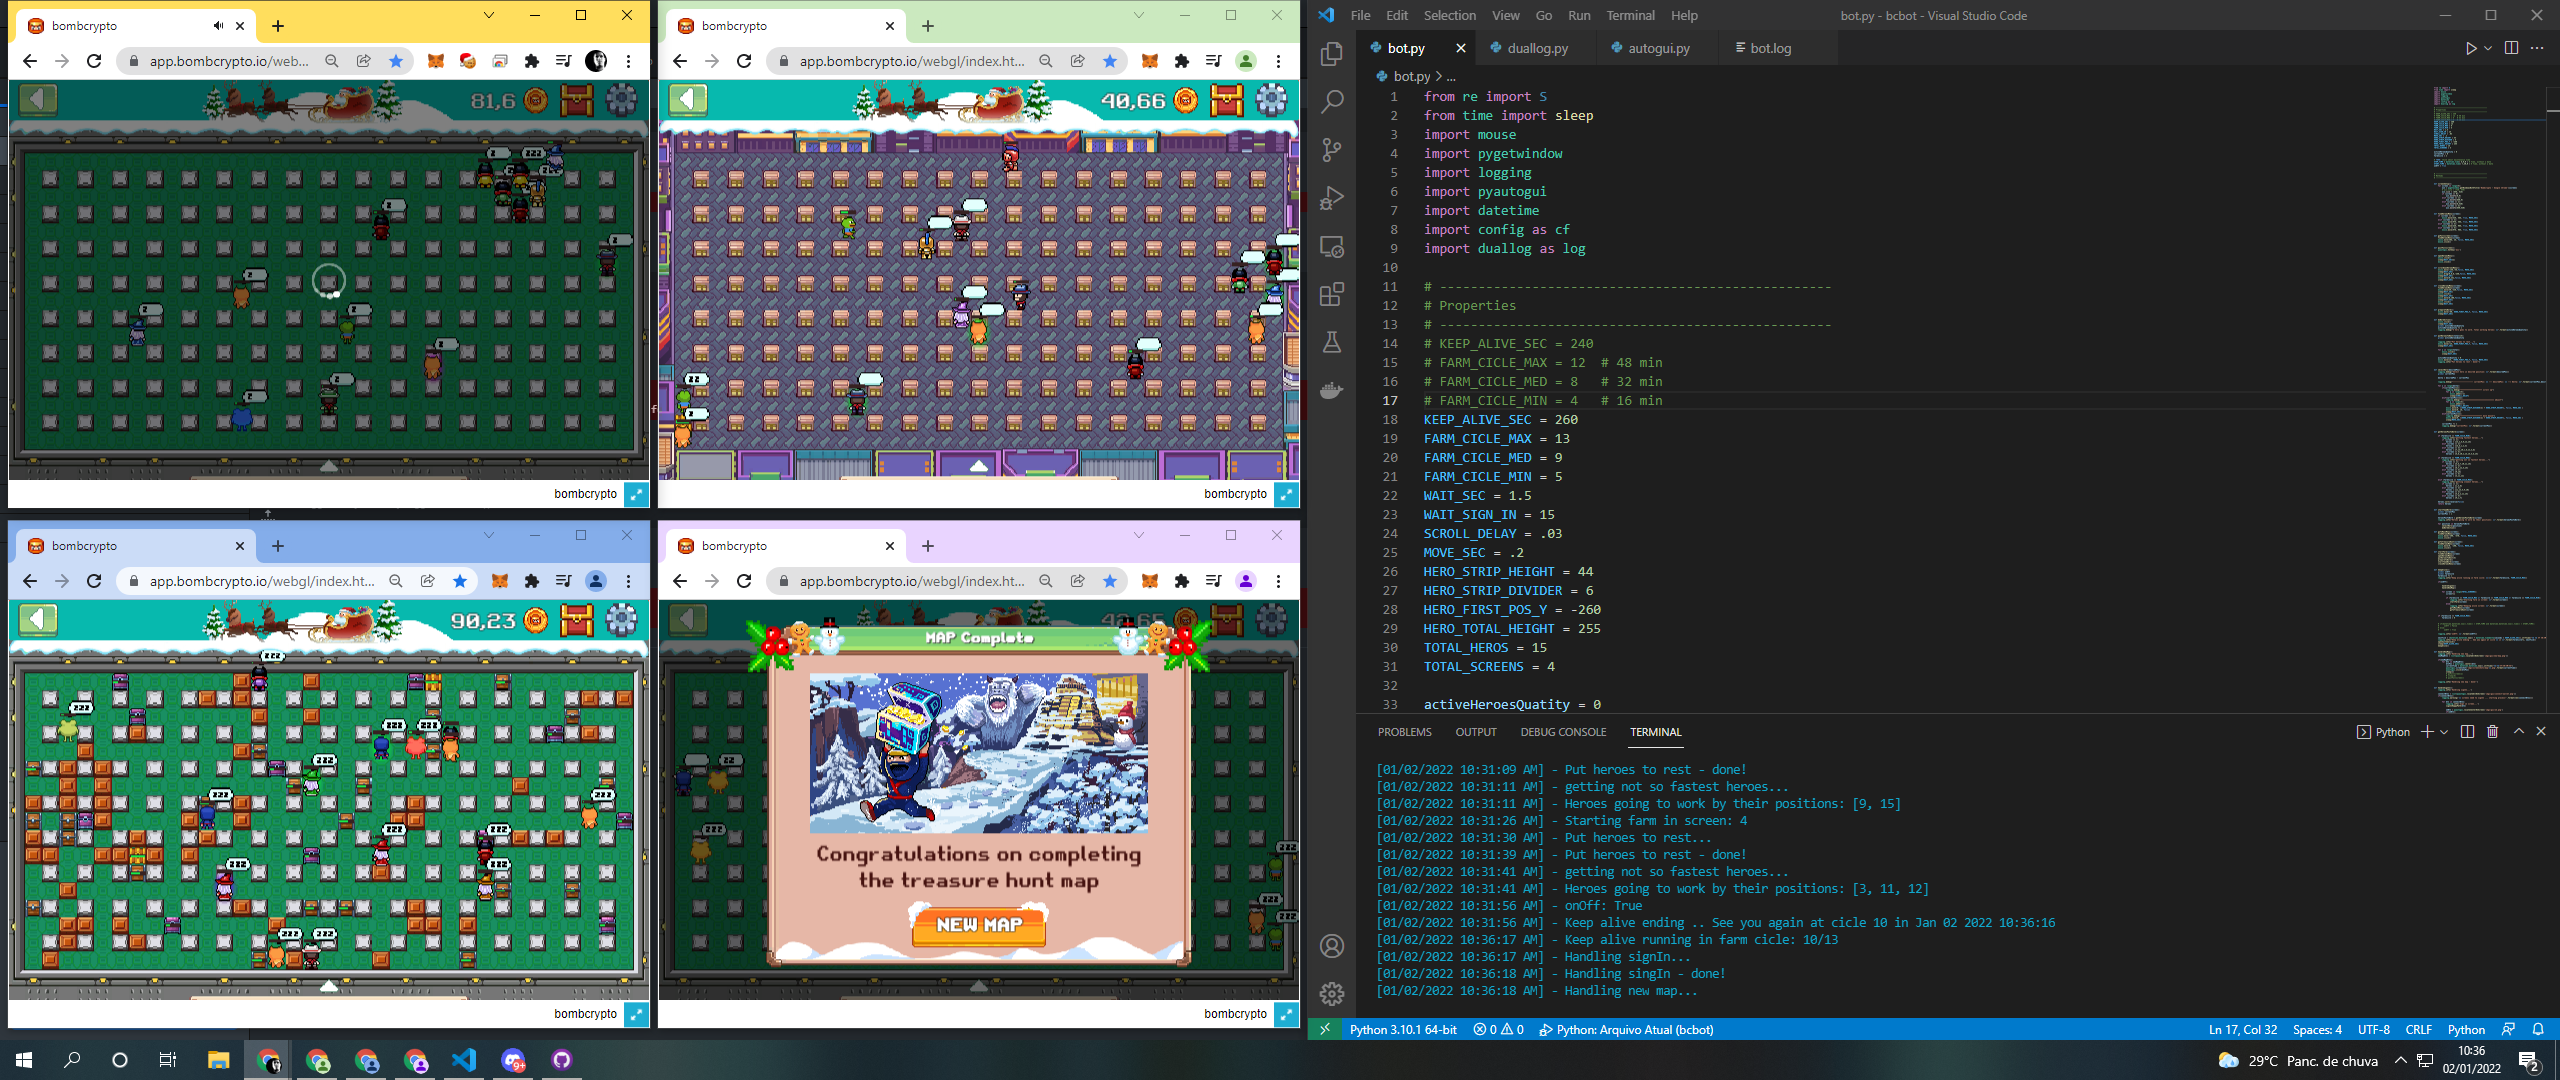 bombcrypto
app.bombcrypto.io/web...
81,6
bombcrypto
bombcrypto
app.bombcrypto.io/webgl/index.ht...
40,66
bombcrypto
bombcrypto
app.bombcrypto.io/webgl/index.ht...
90,23
bombcrypto
bombcrypto
app.bombcrypto.io/webgl/index.ht...
MAP Complete
Congratulations on completing
the treasure hunt map
NEW MAP
bombcrypto
File Edit Selection View Go Run Terminal Help
bot.py - bcbot - Visual Studio Code
bot.py duallog.py autogui.py bot.log
bot.py > ...
1 from re import S
2 from time import sleep
3 import mouse
4 import pygetwindow
5 import logging
6 import pyautogui
7 import datetime
8 import config as cf
9 import duallog as log
10
11 # ---------------------------------------------------
12 # Properties
13 # ---------------------------------------------------
14 # KEEP_ALIVE_SEC = 240
15 # FARM_CICLE_MAX = 12  # 48 min
16 # FARM_CICLE_MED = 8   # 32 min
17 # FARM_CICLE_MIN = 4   # 16 min
18 KEEP_ALIVE_SEC = 260
19 FARM_CICLE_MAX = 13
20 FARM_CICLE_MED = 9
21 FARM_CICLE_MIN = 5
22 WAIT_SEC = 1.5
23 WAIT_SIGN_IN = 15
24 SCROLL_DELAY = .03
25 MOVE_SEC = .2
26 HERO_STRIP_HEIGHT = 44
27 HERO_STRIP_DIVIDER = 6
28 HERO_FIRST_POS_Y = -260
29 HERO_TOTAL_HEIGHT = 255
30 TOTAL_HEROS = 15
31 TOTAL_SCREENS = 4
32
33 activeHeroesQuatity = 0
PROBLEMS OUTPUT DEBUG CONSOLE TERMINAL
Python
[01/02/2022 10:31:09 AM] - Put heroes to rest - done!
[01/02/2022 10:31:11 AM] - getting not so fastest heroes...
[01/02/2022 10:31:11 AM] - Heroes going to work by their positions: [9, 15]
[01/02/2022 10:31:26 AM] - Starting farm in screen: 4
[01/02/2022 10:31:30 AM] - Put heroes to rest...
[01/02/2022 10:31:39 AM] - Put heroes to rest - done!
[01/02/2022 10:31:41 AM] - getting not so fastest heroes...
[01/02/2022 10:31:41 AM] - Heroes going to work by their positions: [3, 11, 12]
[01/02/2022 10:31:56 AM] - onOff: True
[01/02/2022 10:31:56 AM] - Keep alive ending .. See you again at cicle 10 in Jan 02 2022 10:36:16
[01/02/2022 10:36:17 AM] - Keep alive running in farm cicle: 10/13
[01/02/2022 10:36:17 AM] - Handling signIn...
[01/02/2022 10:36:18 AM] - Handling singIn - done!
[01/02/2022 10:36:18 AM] - Handling new map...
Python 3.10.1 64-bit 0 0 Python: Arquivo Atual (bcbot)
Ln 17, Col 32 Spaces: 4 UTF-8 CRLF Python
29°C Panc. de chuva
10:36
02/01/2022
2